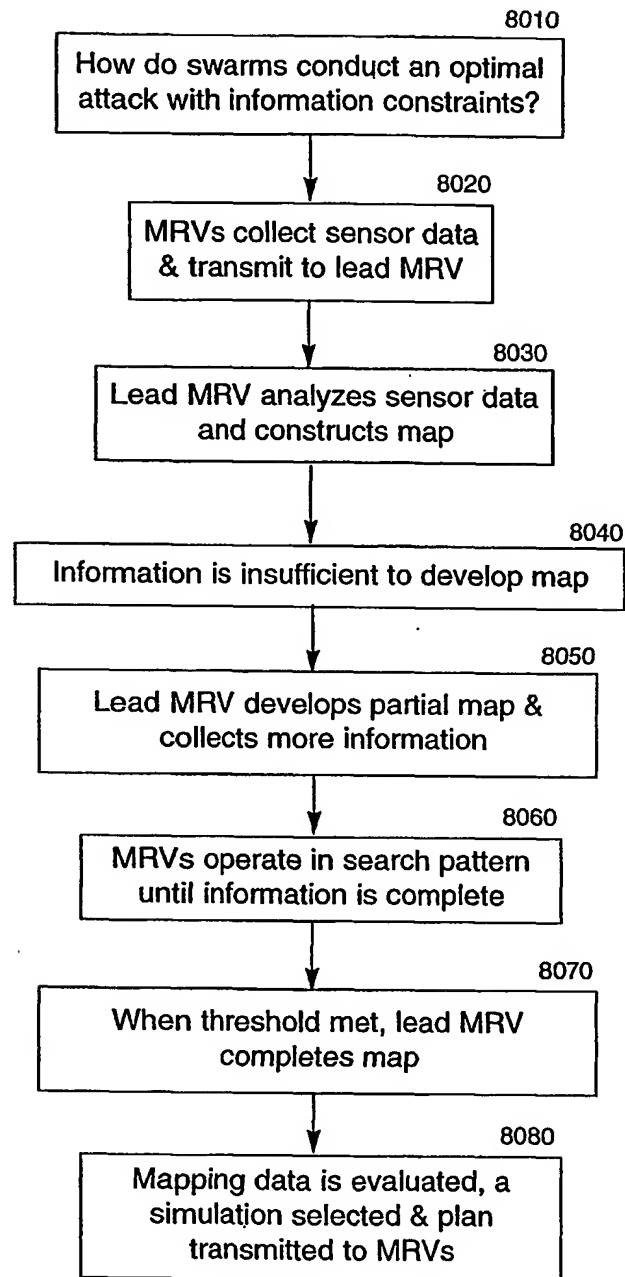 8010
How do swarms conduct an optimal
attack with information constraints?
8020
MRVs collect sensor data
& transmit to lead MRV
8030
Lead MRV analyzes sensor data
and constructs map
8040
Information is insufficient to develop map
8050
Lead MRV develops partial map &
collects more information
8060
MRVs operate in search pattern
until information is complete
8070
When threshold met, lead MRV
completes map
8080
Mapping data is evaluated, a
simulation selected & plan
transmitted to MRVs